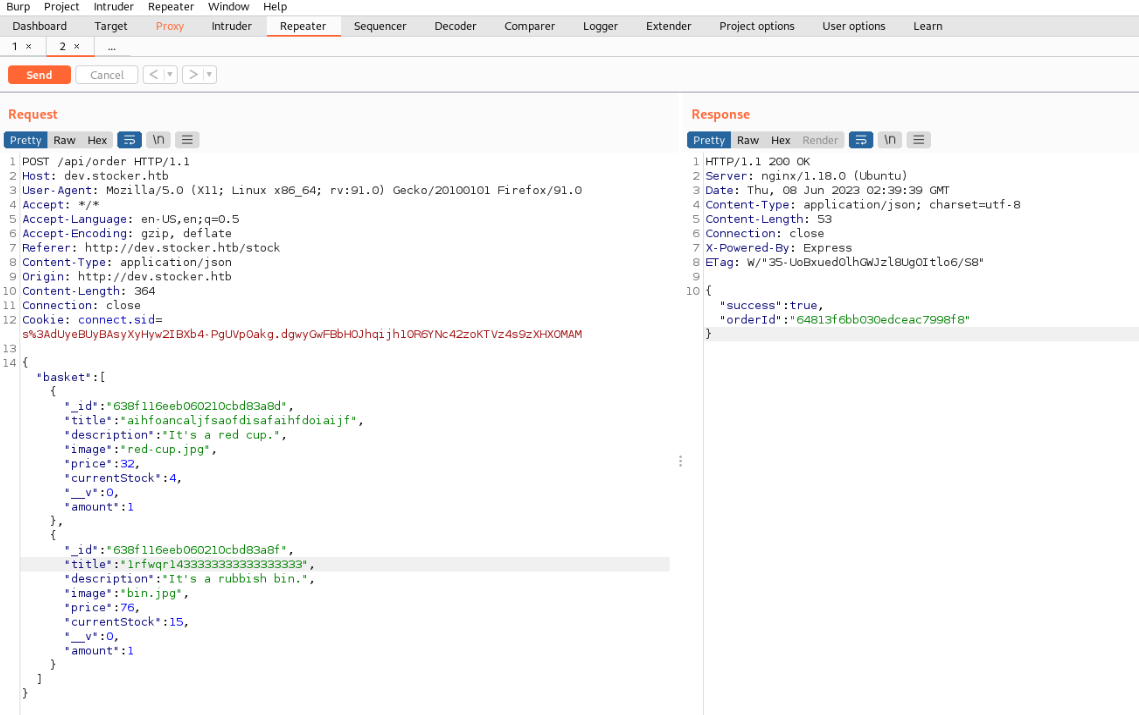 Burp Project Intruder Repeater Window Help
Dashboard Target Proxy Intruder Repeater Sequencer Decoder Comparer Logger Extender Project options User options Learn
1 × 2 × ...
Send Cancel < >
Request
Pretty Raw Hex \n
1 POST /api/order HTTP/1.1
2 Host: dev.stocker.htb
3 User-Agent: Mozilla/5.0 (X11; Linux x86_64; rv:91.0) Gecko/20100101 Firefox/91.0
4 Accept: */*
5 Accept-Language: en-US,en;q=0.5
6 Accept-Encoding: gzip, deflate
7 Referer: http://dev.stocker.htb/stock
8 Content-Type: application/json
9 Origin: http://dev.stocker.htb
10 Content-Length: 364
11 Connection: close
12 Cookie: connect.sid=
s%3AdUyeBUyBAsyXyHyw2IBXb4-PgUVpOakg.dgwyGwFBbHOJhqijh10R6YNc42zoKTVz4s9zXHXOMAM
13
14 {
"basket":[
{
"_id":"638f116eeb060210cbd83a8d",
"title":"aihfoancaljfsaofdisafaihfdoiaijf",
"description":"It's a red cup.",
"image":"red-cup.jpg",
"price":32,
"currentStock":4,
"__v":0,
"amount":1
},
{
"_id":"638f116eeb060210cbd83a8f",
"title":"1rfwqr143333333333333333333",
"description":"It's a rubbish bin.",
"image":"bin.jpg",
"price":76,
"currentStock":15,
"__v":0,
"amount":1
}
]
}
Response
Pretty Raw Hex Render \n
1 HTTP/1.1 200 OK
2 Server: nginx/1.18.0 (Ubuntu)
3 Date: Thu, 08 Jun 2023 02:39:39 GMT
4 Content-Type: application/json; charset=utf-8
5 Content-Length: 53
6 Connection: close
7 X-Powered-By: Express
8 ETag: W/"35-UoBxued0lhGWJzl8UgOItlo6/S8"
9
10 {
"success":true,
"orderId":"64813f6bb030edceac7998f8"
}